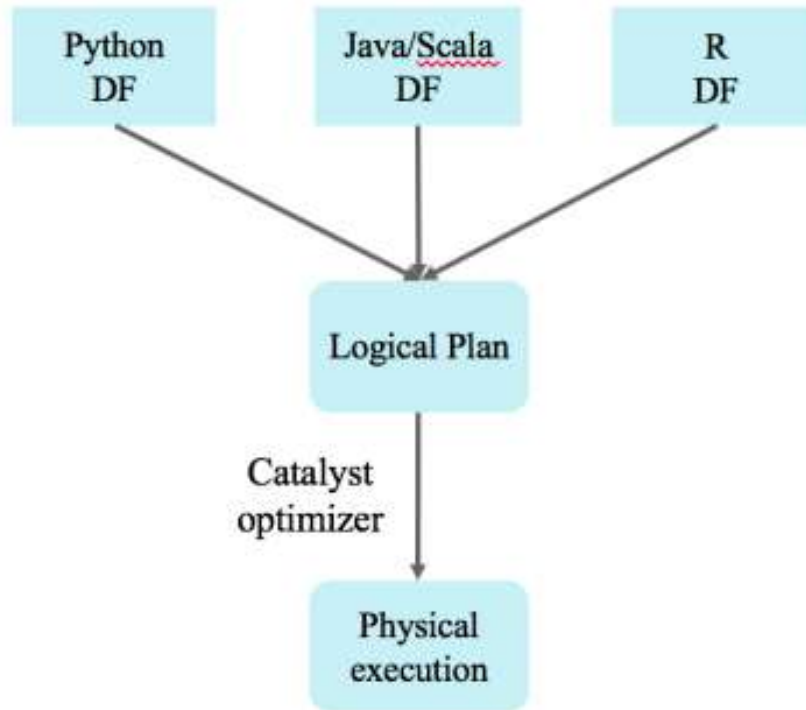 Python
DF
Java/Scala
DF
R
DF
Logical Plan
Catalyst
optimizer
Physical
execution